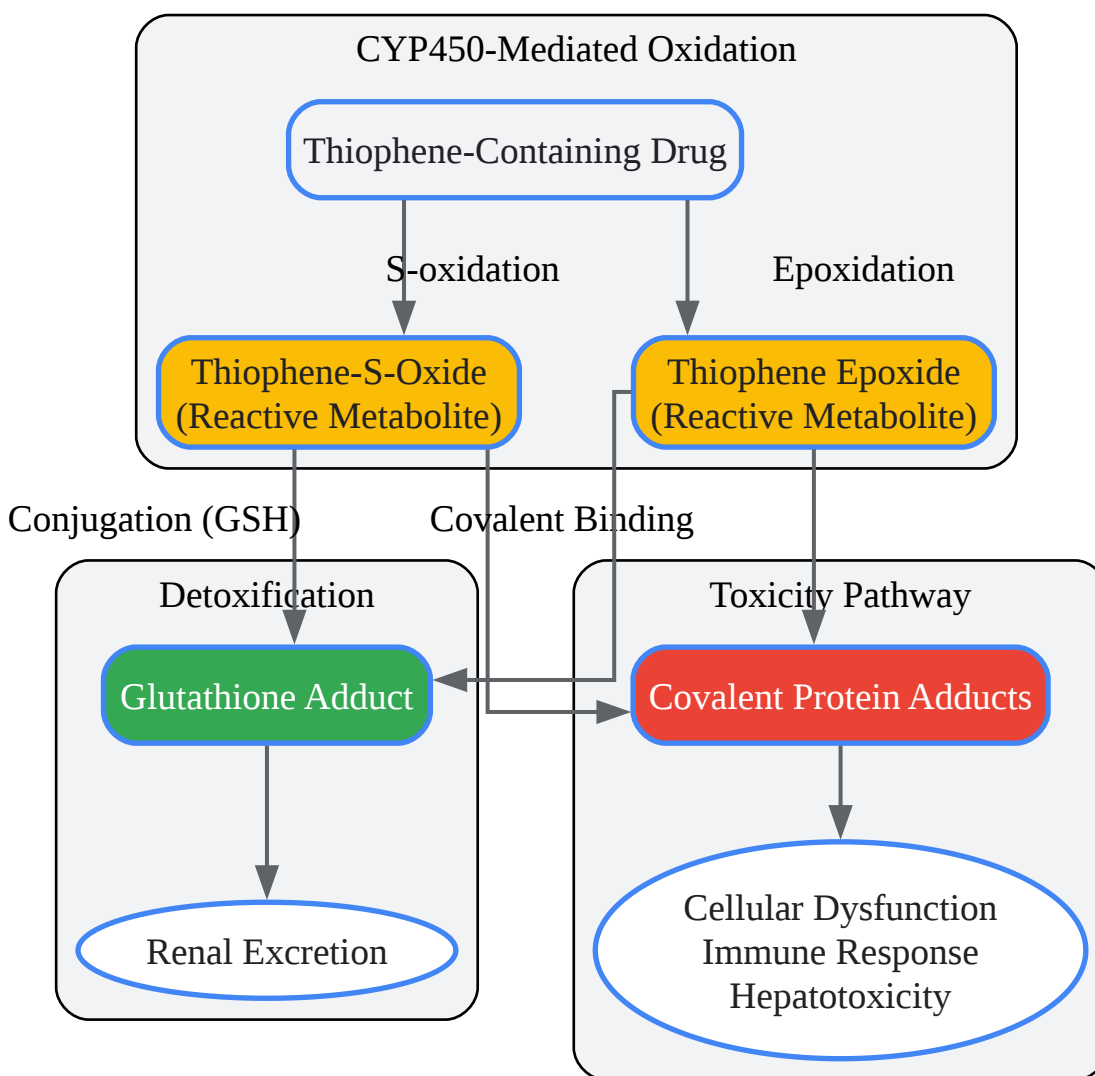 CYP450-Mediated Oxidation
Thiophene-Containing Drug
S-oxidation
Epoxidation
Thiophene-S-Oxide
(Reactive Metabolite)
Thiophene Epoxide
(Reactive Metabolite)
Conjugation (GSH)
Covalent Binding
Detoxification
Toxicity Pathway
Glutathione Adduct
Covalent Protein Adducts
Renal Excretion
Cellular Dysfunction
Immune Response
Hepatotoxicity